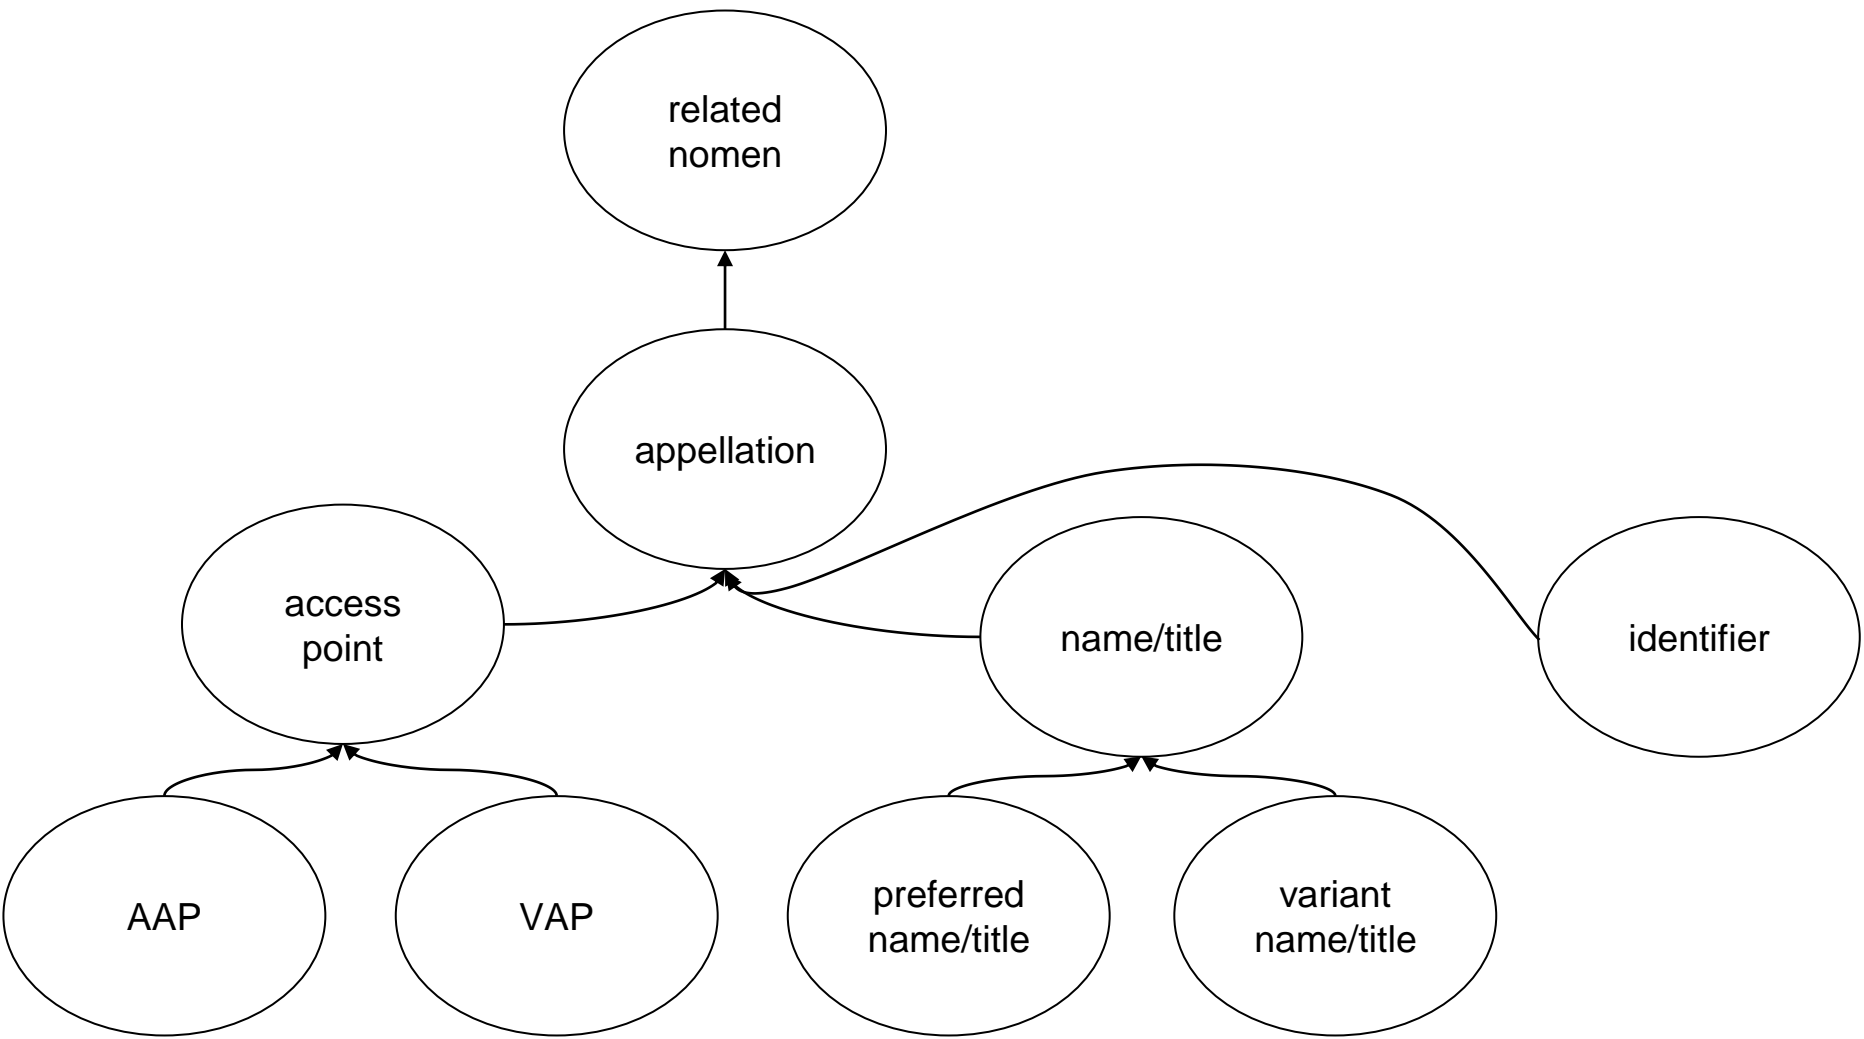 related
nomen
appellation
access
point
name/title
identifier
AAP
VAP
preferred
name/title
variant
name/title